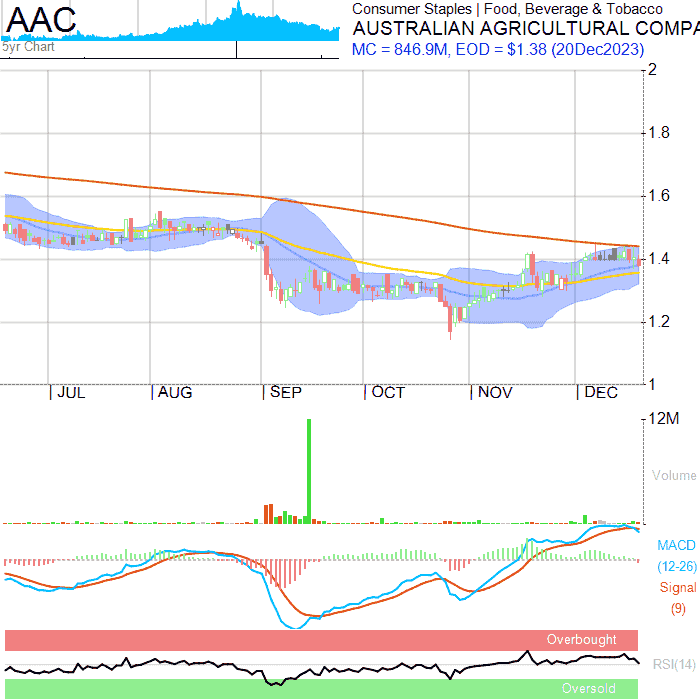 AAC
5yr Chart
Consumer Staples | Food, Beverage & Tobacco
AUSTRALIAN AGRICULTURAL COMPA
MC = 846.9M, EOD = $1.38 (20Dec2023)
2
1.8
1.6
1.4
1.2
1
JUL AUG SEP OCT NOV DEC
12M
Volume
MACD
(12-26)
Signal
(9)
Overbought
RSI(14)
Oversold